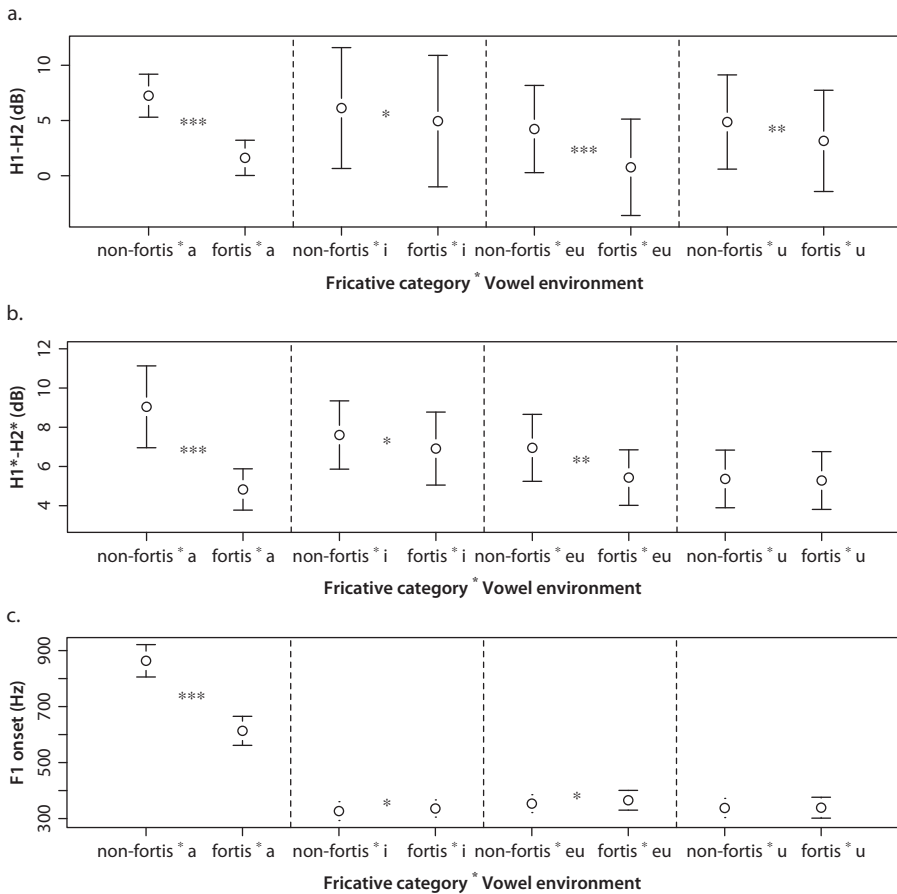 a.
H1-H2 (dB)
10
5
0
***
*
***
**
non-fortis * a
fortis * a
non-fortis * i
fortis * i
non-fortis * eu
fortis * eu
non-fortis * u
fortis * u
Fricative category * Vowel environment
b.
H1*-H2* (dB)
12
10
8
6
4
***
*
**
non-fortis * a
fortis * a
non-fortis * i
fortis * i
non-fortis * eu
fortis * eu
non-fortis * u
fortis * u
Fricative category * Vowel environment
c.
F1 onset (Hz)
900
700
500
300
***
*
*
non-fortis * a
fortis * a
non-fortis * i
fortis * i
non-fortis * eu
fortis * eu
non-fortis * u
fortis * u
Fricative category * Vowel environment